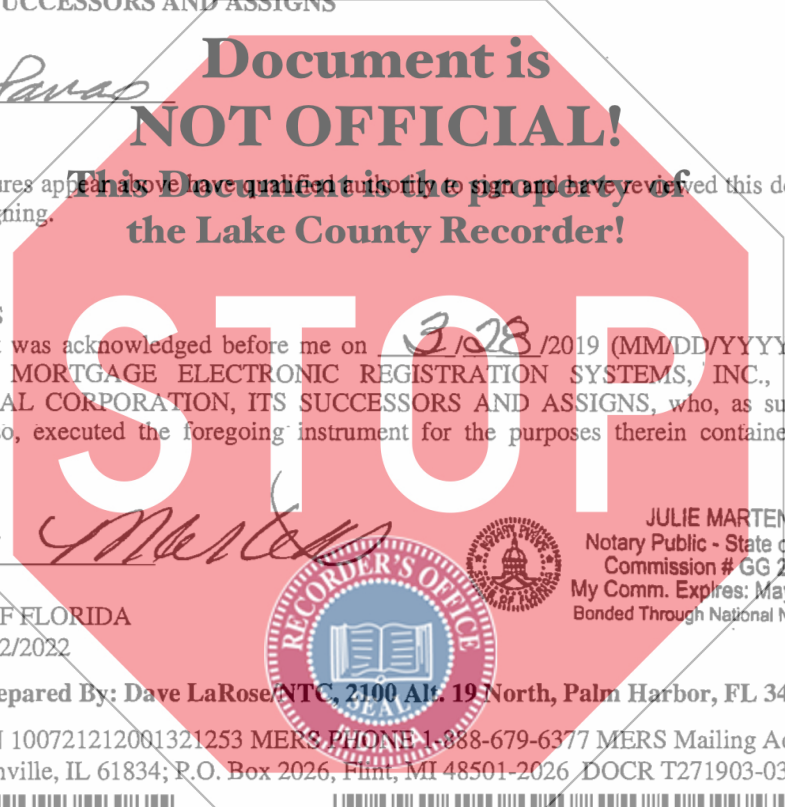 SUCCESSORS AND ASSIGNS
Document is
NOT OFFICIAL!
This Document is the property of
the Lake County Recorder!
ures appear above have qualified authority to sign and have reviewed this do
gning.
S
was acknowledged before me on 3/28/2019 (MM/DD/YYYY
MORTGAGE ELECTRONIC REGISTRATION SYSTEMS, INC.,
AL CORPORATION, ITS SUCCESSORS AND ASSIGNS, who, as su
so, executed the foregoing instrument for the purposes therein containe
STOP
JULIE MARTEN
Notary Public - State o
Commission # GG 2
My Comm. Expires: May
Bonded Through National N
RECORDER'S OFFICE
SEAL
F FLORIDA
2/2022
epared By: Dave LaRose/NTC, 2100 Alt. 19 North, Palm Harbor, FL 34
N 100721212001321253 MERS PHONE 1-888-679-6377 MERS Mailing Ad
nville, IL 61834; P.O. Box 2026, Flint, MI 48501-2026 DOCR T271903-03